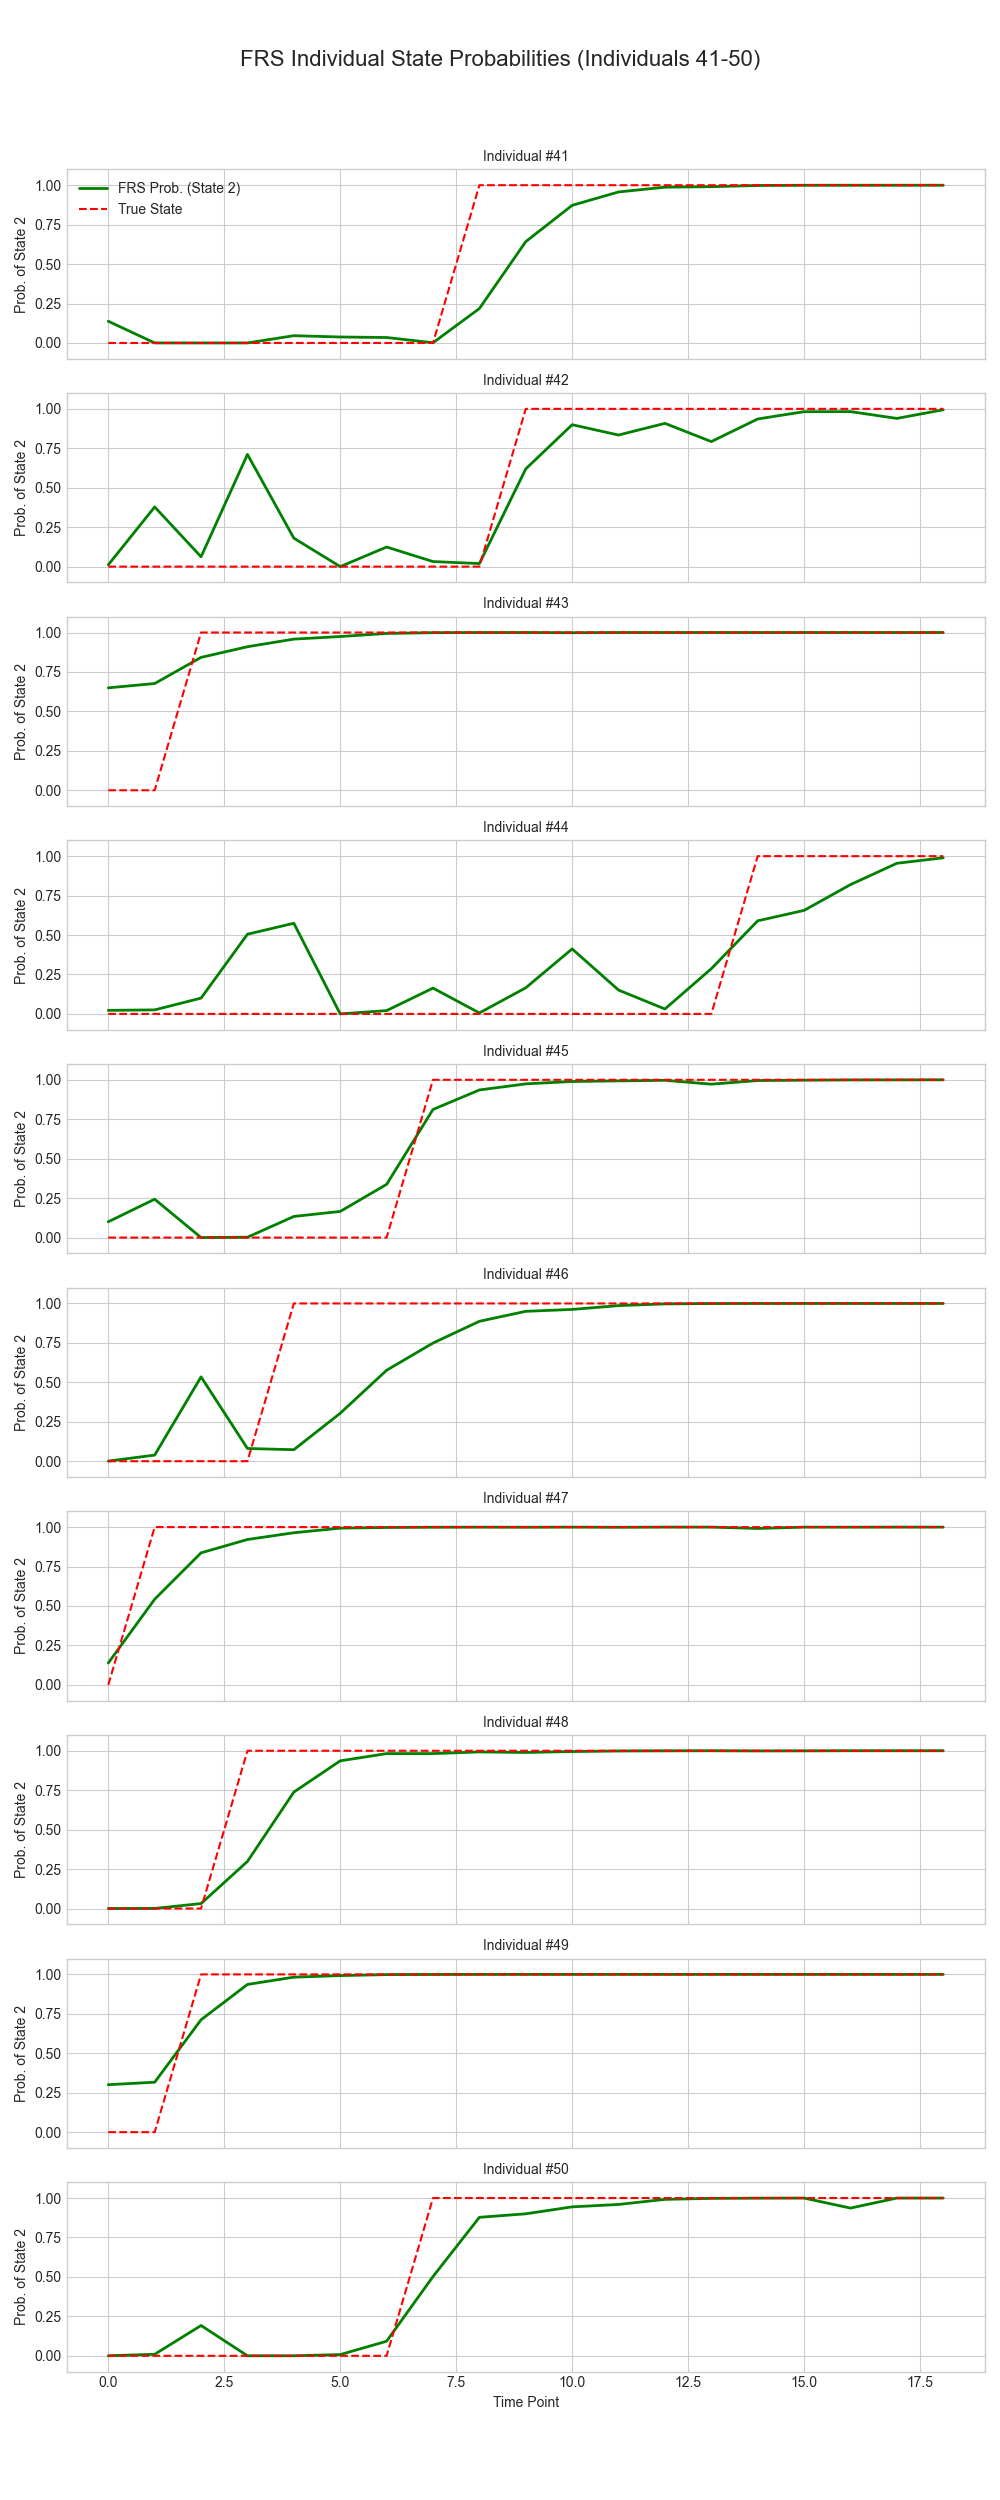 FRS Individual State Probabilities (Individuals 41-50)
Individual #41
FRS Prob. (State 2)
True State
1.00
0.75
0.50
0.25
0.00
Prob. of State 2
Individual #42
1.00
0.75
0.50
0.25
0.00
Prob. of State 2
Individual #43
1.00
0.75
0.50
0.25
0.00
Prob. of State 2
Individual #44
1.00
0.75
0.50
0.25
0.00
Prob. of State 2
Individual #45
1.00
0.75
0.50
0.25
0.00
Prob. of State 2
Individual #46
1.00
0.75
0.50
0.25
0.00
Prob. of State 2
Individual #47
1.00
0.75
0.50
0.25
0.00
Prob. of State 2
Individual #48
1.00
0.75
0.50
0.25
0.00
Prob. of State 2
Individual #49
1.00
0.75
0.50
0.25
0.00
Prob. of State 2
Individual #50
1.00
0.75
0.50
0.25
0.00
Prob. of State 2
0.0 2.5 5.0 7.5 10.0 12.5 15.0 17.5
Time Point